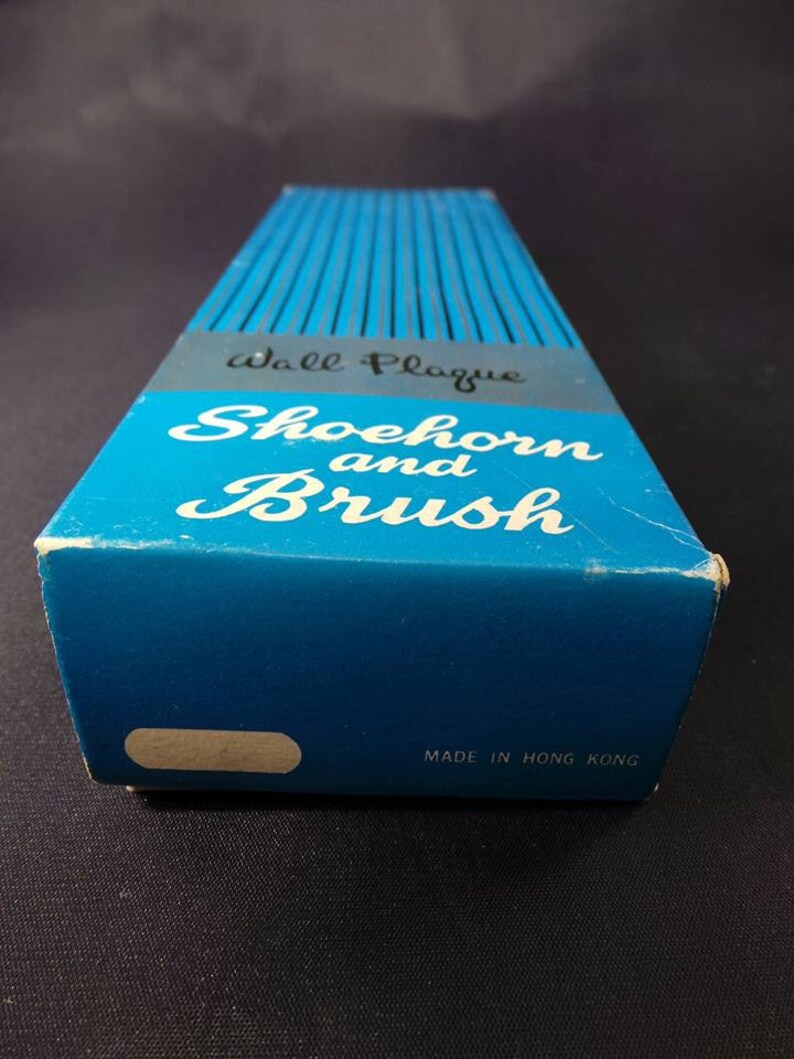 Wall Plaque
Shoehorn
and
Brush
MADE IN HONG KONG